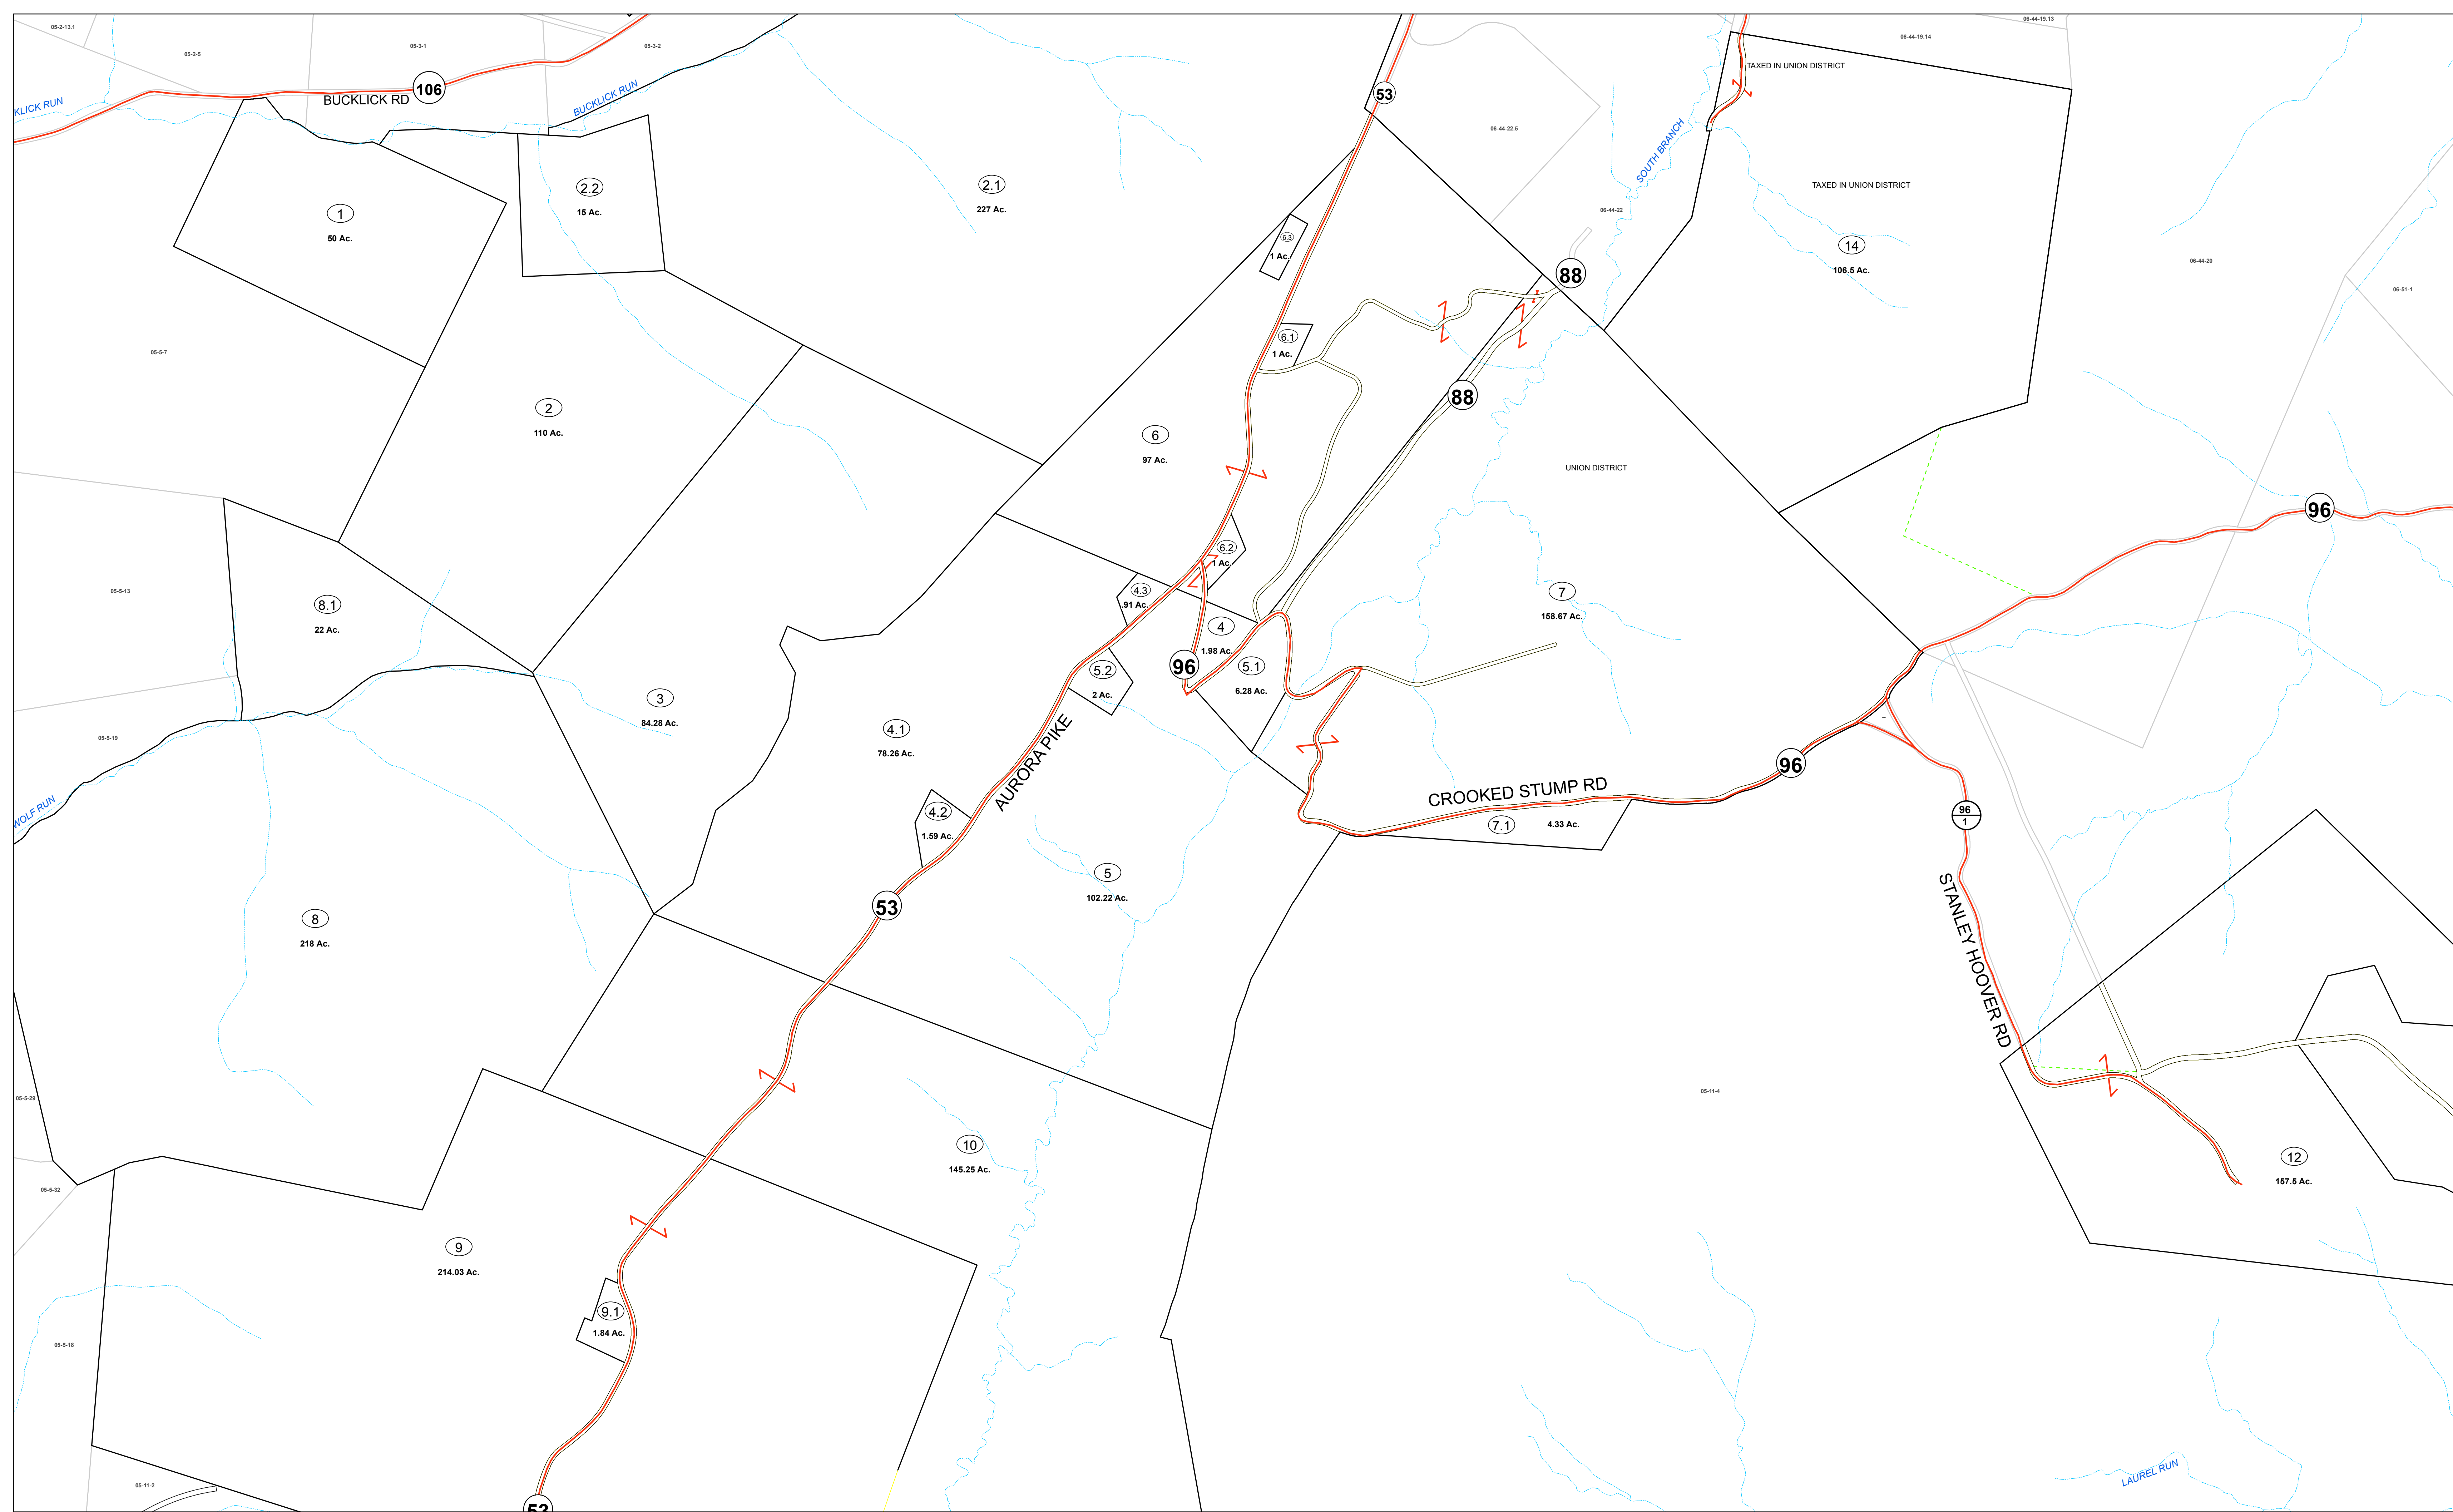 05-2-13.1
05-2-5
05-3-1
05-3-2
06-44-19.13
06-44-19.14
TAXED IN UNION DISTRICT
106
BUCKLICK RD
KLICK RUN
BUCKLICK RUN
53
06-44-22.5
SOUTH BRANCH
2.2
15 Ac.
2.1
227 Ac.
TAXED IN UNION DISTRICT
1
50 Ac.
06-44-22
6.3
1 Ac.
14
106.5 Ac.
06-44-20
88
06-51-1
6.1
1 Ac.
05-5-7
88
2
110 Ac.
6
97 Ac.
UNION DISTRICT
96
6.2
1 Ac.
05-5-13
4.3
.91 Ac.
7
158.67 Ac.
8.1
22 Ac.
4
1.98 Ac.
96
5.2
2 Ac.
5.1
6.28 Ac.
3
84.28 Ac.
4.1
78.26 Ac.
05-5-19
AURORA PIKE
96
CROOKED STUMP RD
WOLF RUN
4.2
1.59 Ac.
7.1
4.33 Ac.
96
1
5
102.22 Ac.
53
8
218 Ac.
STANLEY HOOVER RD
05-5-29
05-11-4
10
145.25 Ac.
12
157.5 Ac.
05-5-32
9
214.03 Ac.
9.1
1.84 Ac.
05-5-18
LAUREL RUN
05-11-2
53